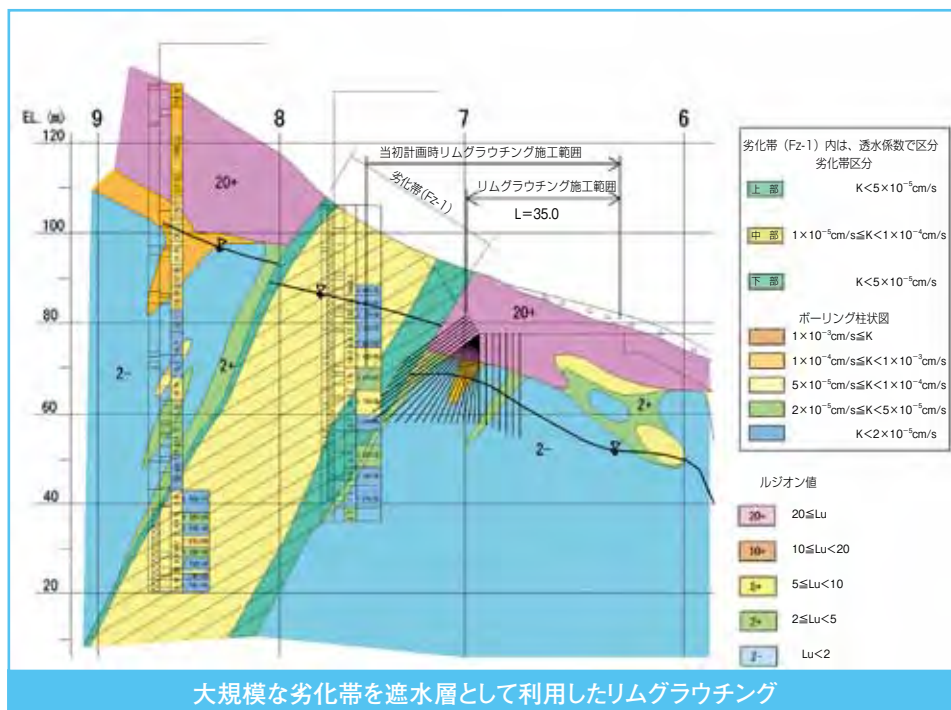 EL. (m)
9
8
7
6
120
100
80
60
40
20
当初計画時リムグラウチング施工範囲
リムグラウチング施工範囲
L=35.0
劣化帯(Fz-1)
20+
20+
2-
2+
2+
2-
劣化帯(Fz-1)内は、透水係数で区分
劣化帯区分
上部 K<5×10⁻⁵cm/s
中部 1×10⁻⁵cm/s≦K<1×10⁻⁴cm/s
下部 K<5×10⁻⁵cm/s
ボーリング柱状図
1×10⁻³cm/s≦K
1×10⁻⁴cm/s≦K<1×10⁻³cm/s
5×10⁻⁵cm/s≦K<1×10⁻⁴cm/s
2×10⁻⁵cm/s≦K<5×10⁻⁵cm/s
K<2×10⁻⁵cm/s
ルジオン値
20+ 20≦Lu
10+ 10≦Lu<20
5≦Lu<10
2+ 2≦Lu<5
2- Lu<2
大規模な劣化帯を遮水層として利用したリムグラウチング